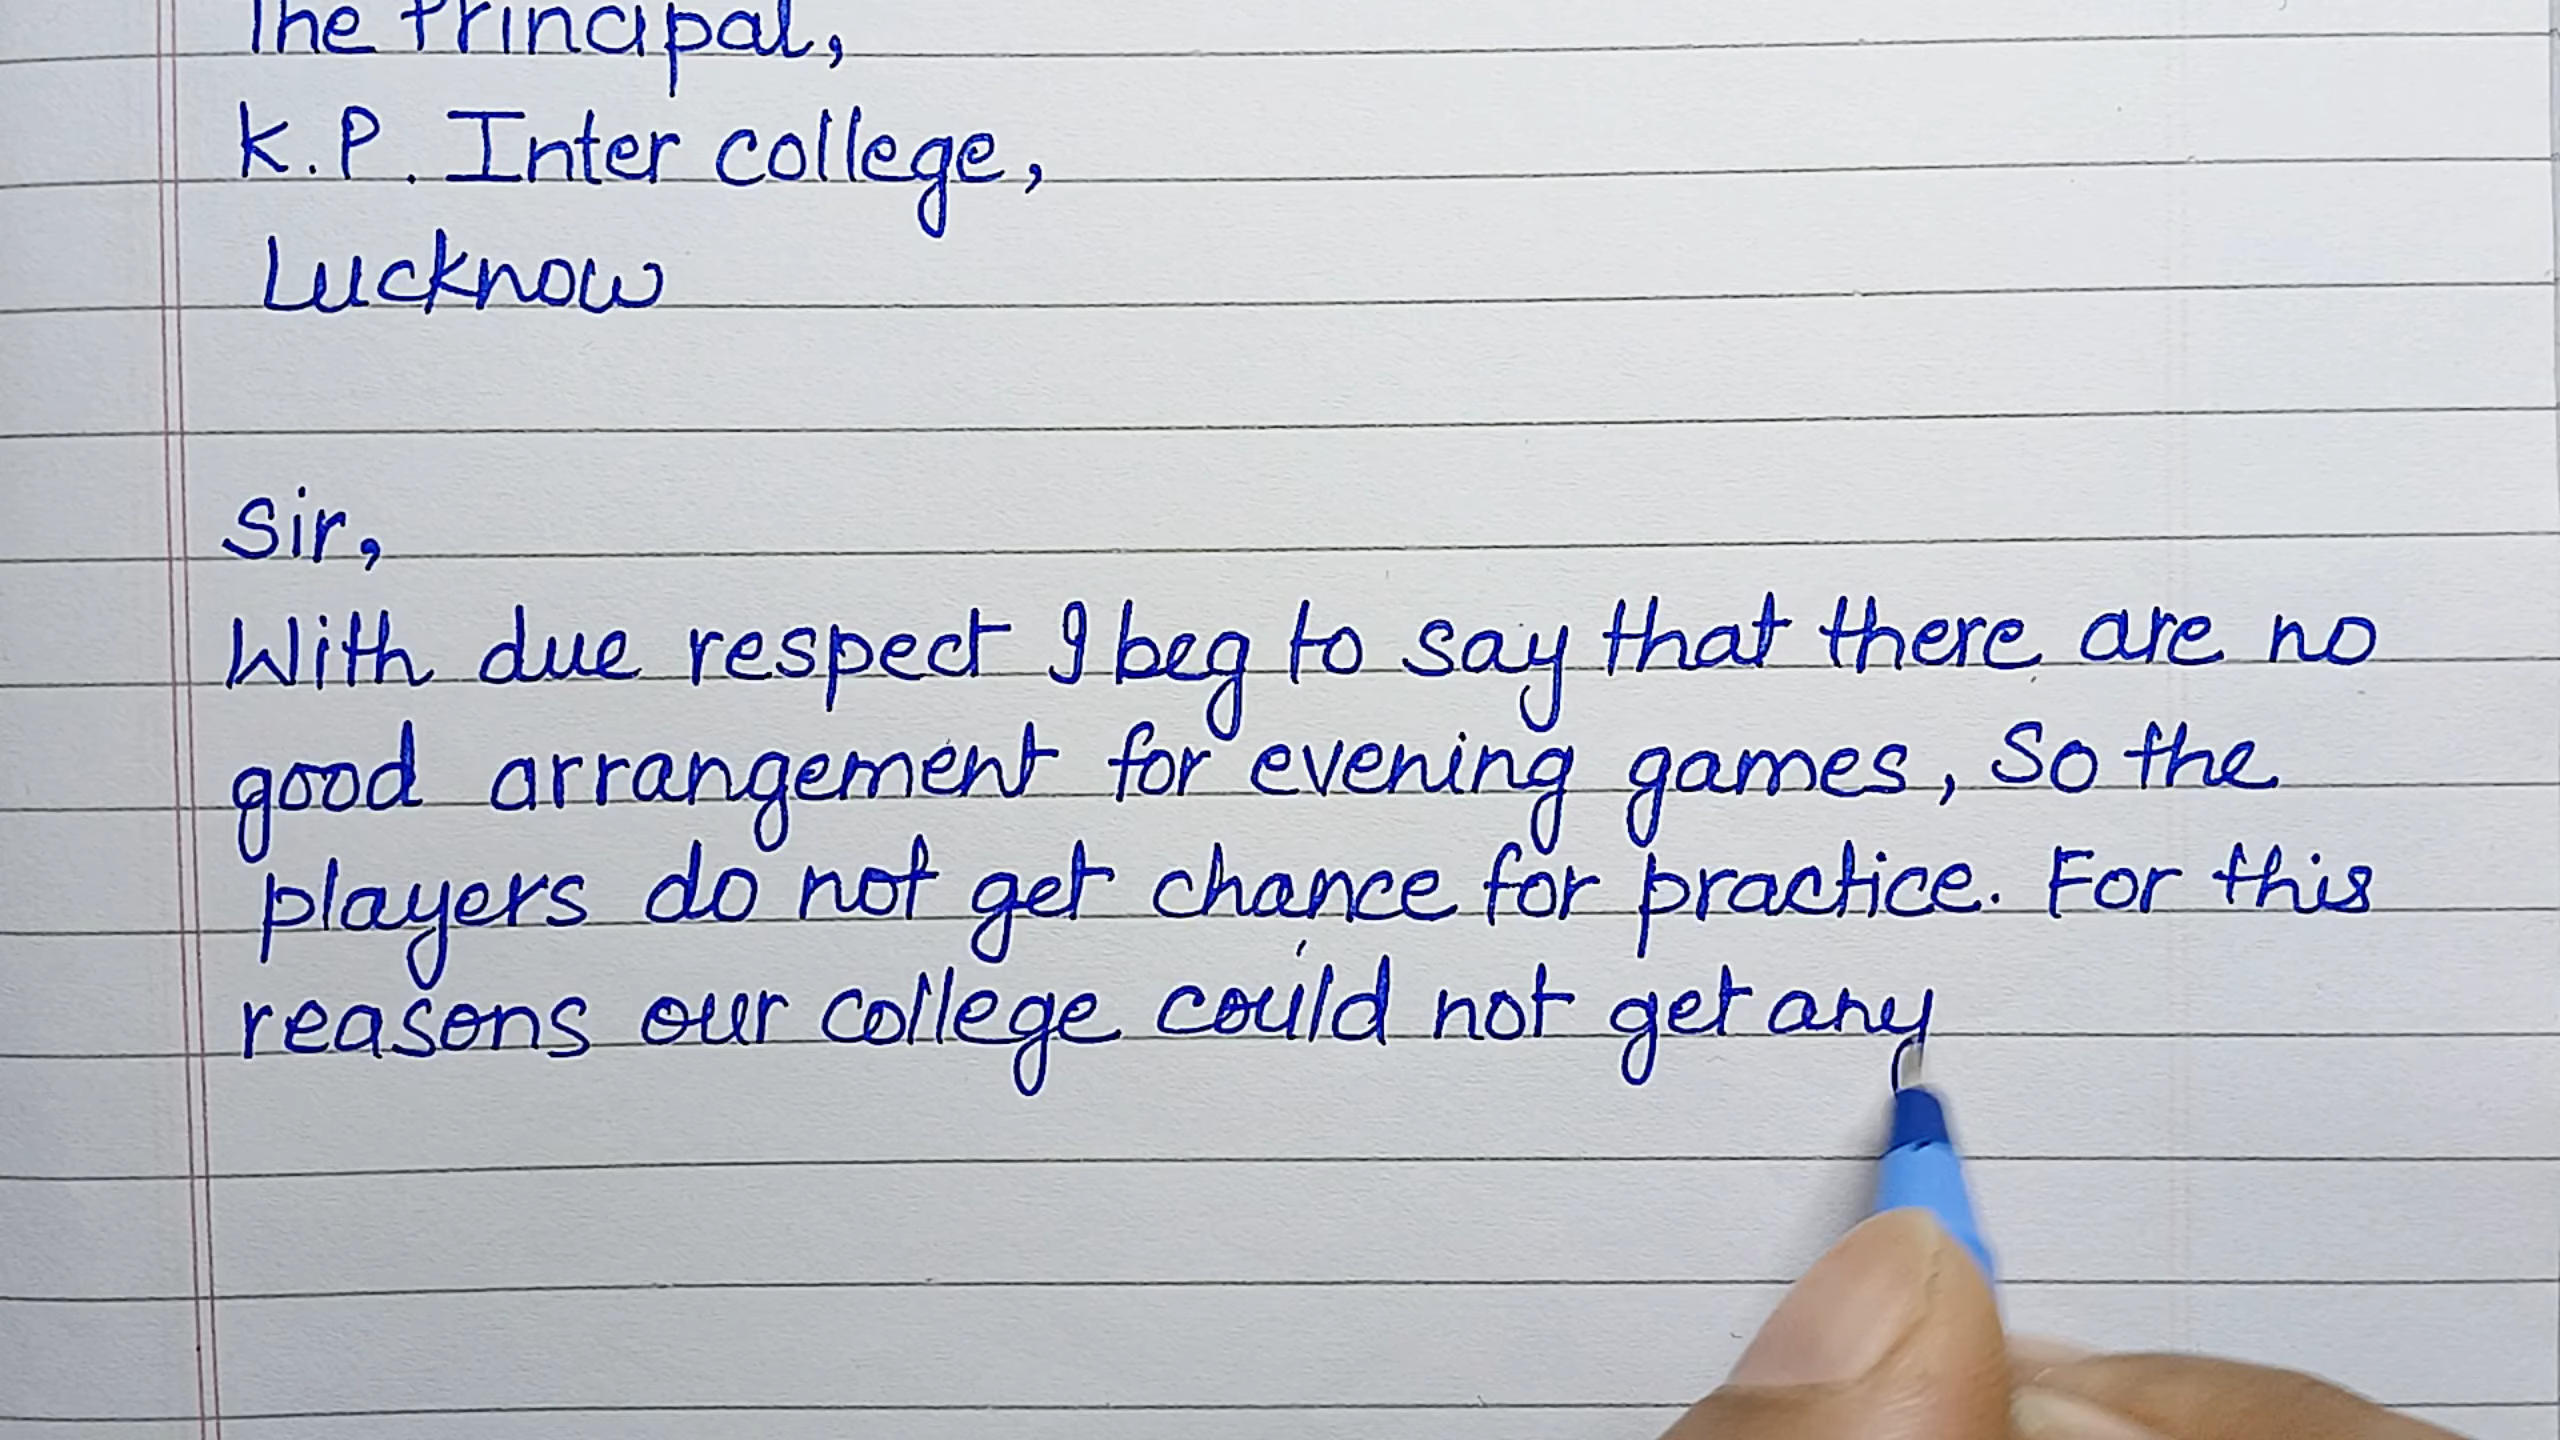 The Principal,
K.P. Inter college,
Lucknow
Sir,
With due respect I beg to say that there are no
good arrangement for evening games, So the
players do not get chance for practice. For this
reasons our college could not get any